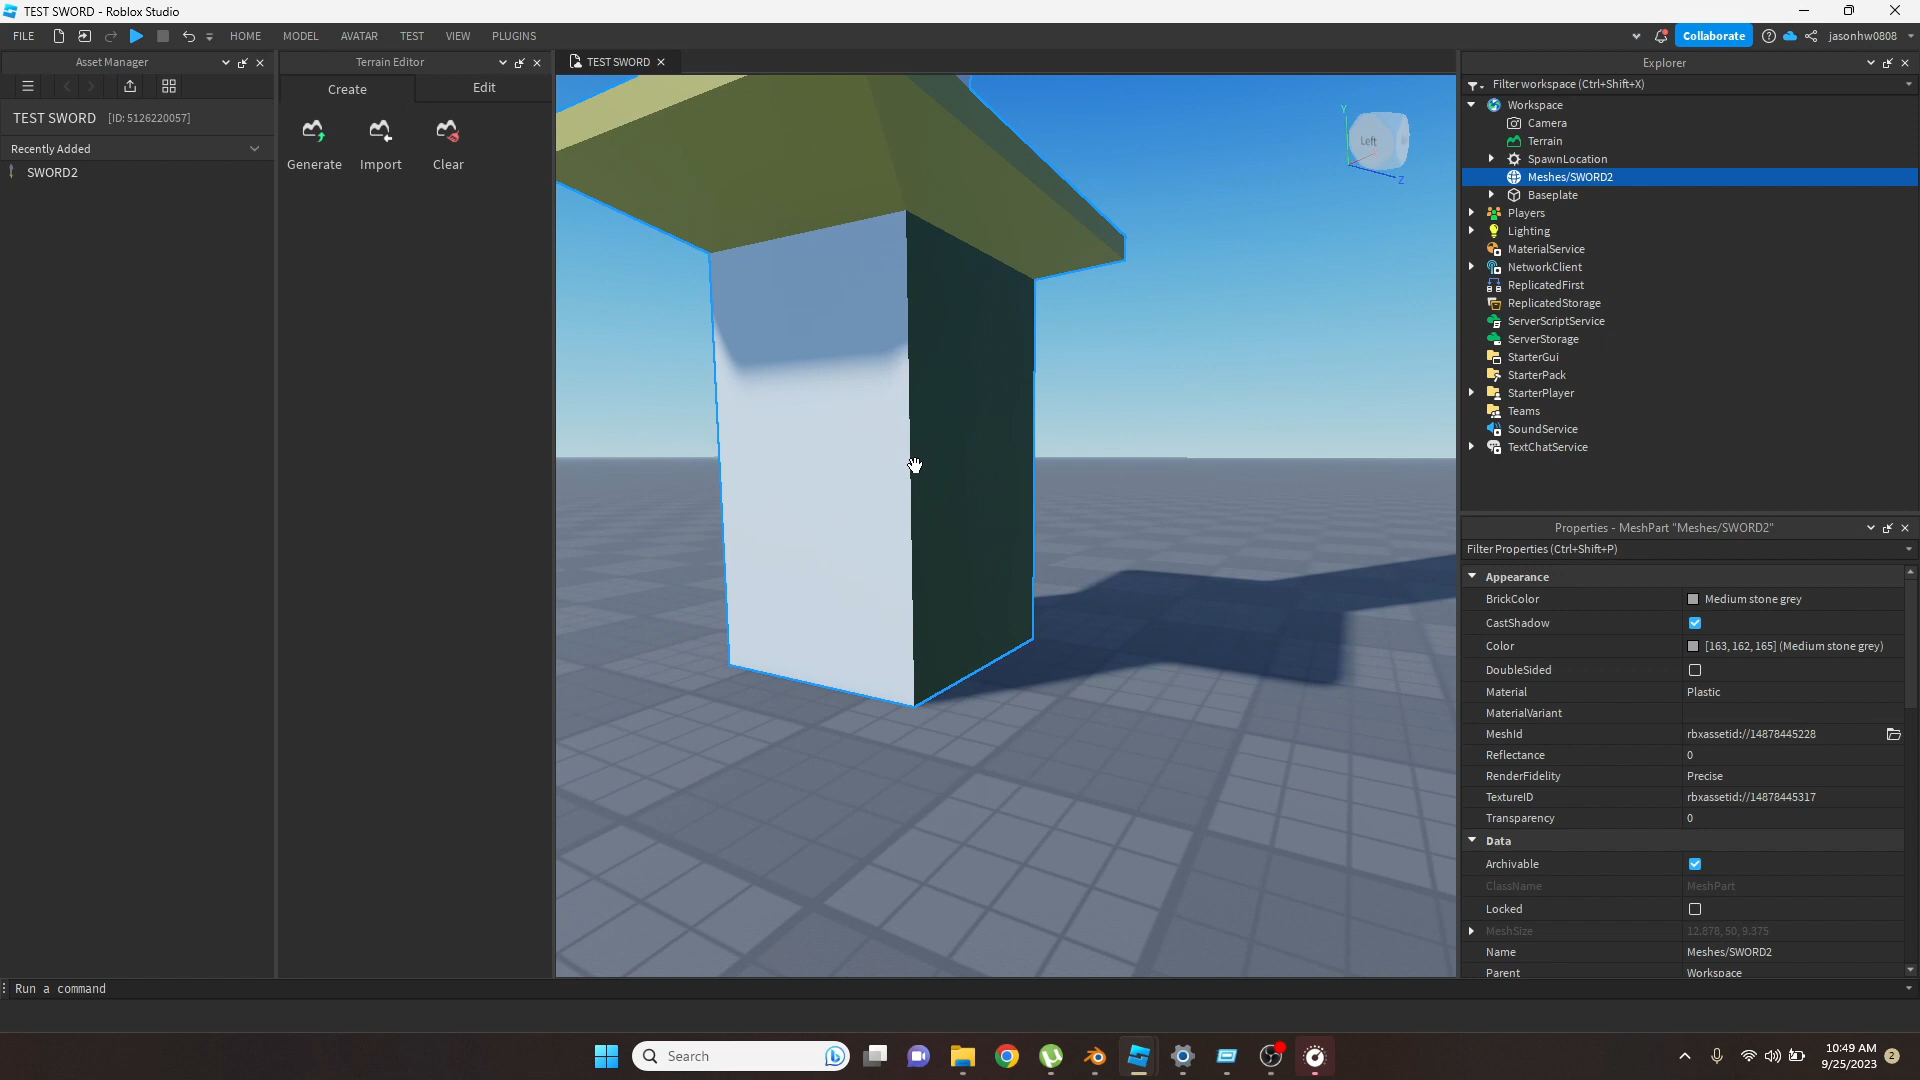 TEST SWORD - Roblox Studio
FILE HOME MODEL AVATAR TEST VIEW PLUGINS Collaborate jasonhw0808
Asset Manager
TEST SWORD [ID: 5126220057]
Recently Added
SWORD2
Terrain Editor
Create Edit
Generate Import Clear
TEST SWORD
Left
Y
Z
Explorer
Filter workspace (Ctrl+Shift+X)
Workspace
Camera
Terrain
SpawnLocation
Meshes/SWORD2
Baseplate
Players
Lighting
MaterialService
NetworkClient
ReplicatedFirst
ReplicatedStorage
ServerScriptService
ServerStorage
StarterGui
StarterPack
StarterPlayer
Teams
SoundService
TextChatService
Properties - MeshPart "Meshes/SWORD2"
Filter Properties (Ctrl+Shift+P)
Appearance
BrickColor Medium stone grey
CastShadow
Color [163, 162, 165] (Medium stone grey)
DoubleSided
Material Plastic
MaterialVariant
MeshId rbxassetid://14878445228
Reflectance 0
RenderFidelity Precise
TextureID rbxassetid://14878445317
Transparency 0
Data
Archivable
ClassName MeshPart
Locked
MeshSize 12.878, 50, 9.375
Name Meshes/SWORD2
Parent Workspace
Run a command
Search
10:49 AM
9/25/2023
2